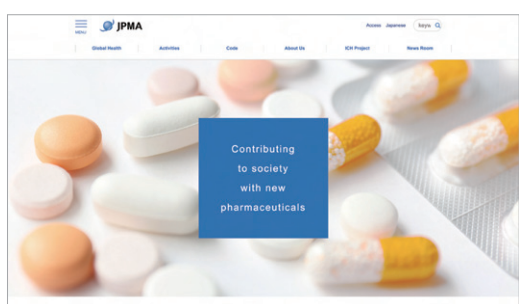 MENU
JPMA
Access Japanese
Global Health Activities Code About Us ICH Project News Room
Contributing
to society
with new
pharmaceuticals